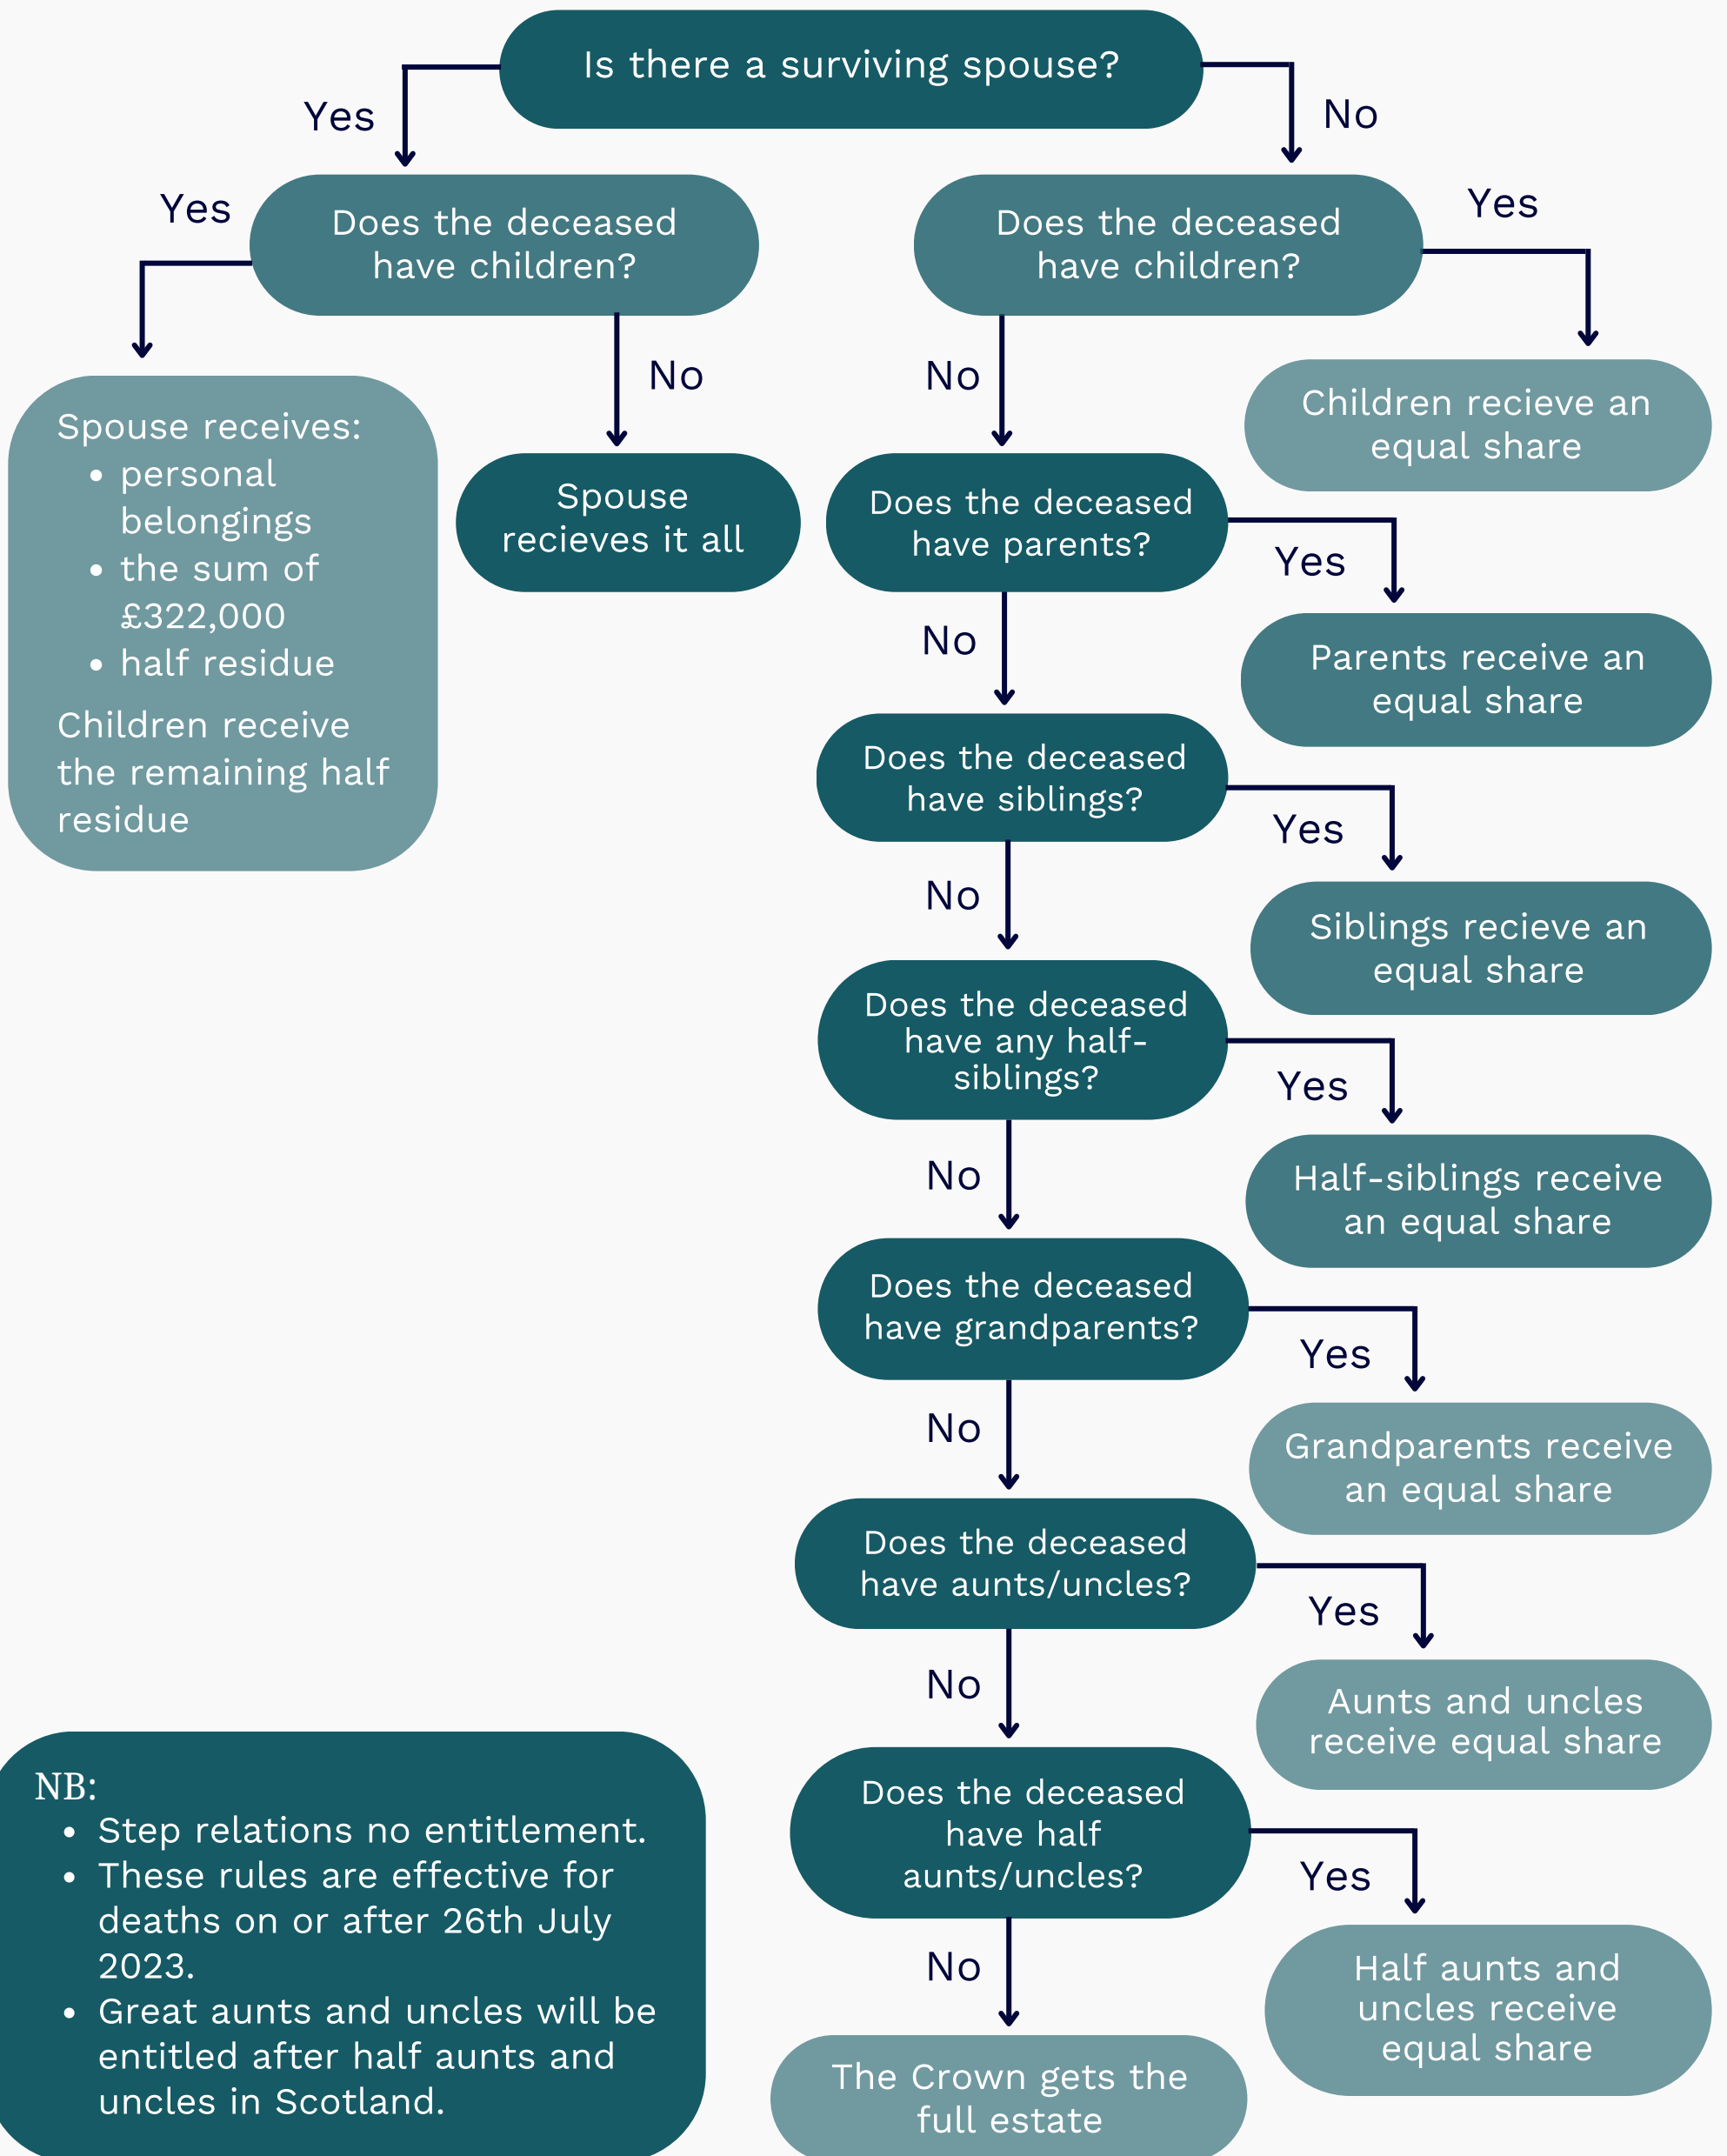 Is there a surviving spouse?
Yes
No
Yes
Does the deceased
have children?
Does the deceased
have children?
Yes
No
No
Children recieve an
equal share
Spouse receives:
• personal
belongings
• the sum of
£322,000
• half residue
Children receive
the remaining half
residue
Spouse
recieves it all
Does the deceased
have parents?
Yes
No
Parents receive an
equal share
Does the deceased
have siblings?
Yes
No
Siblings recieve an
equal share
Does the deceased
have any half-
siblings?
Yes
No
Half-siblings receive
an equal share
Does the deceased
have grandparents?
Yes
No
Grandparents receive
an equal share
Does the deceased
have aunts/uncles?
Yes
No
Aunts and uncles
receive equal share
Does the deceased
have half
aunts/uncles?
Yes
No
Half aunts and
uncles receive
equal share
The Crown gets the
full estate
NB:
• Step relations no entitlement.
• These rules are effective for
deaths on or after 26th July
2023.
• Great aunts and uncles will be
entitled after half aunts and
uncles in Scotland.